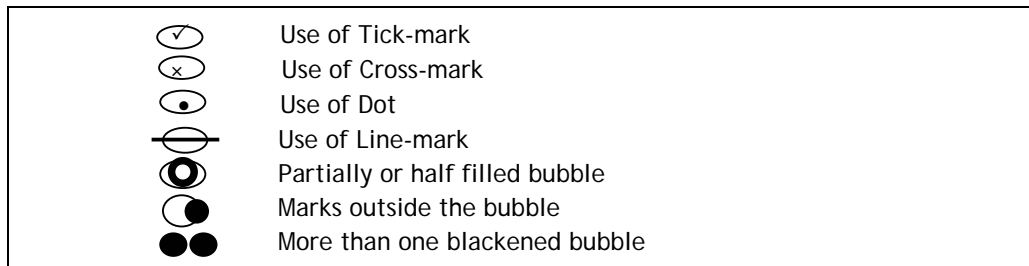 Use of Tick-mark
Use of Cross-mark
Use of Dot
Use of Line-mark
Partially or half filled bubble
Marks outside the bubble
More than one blackened bubble